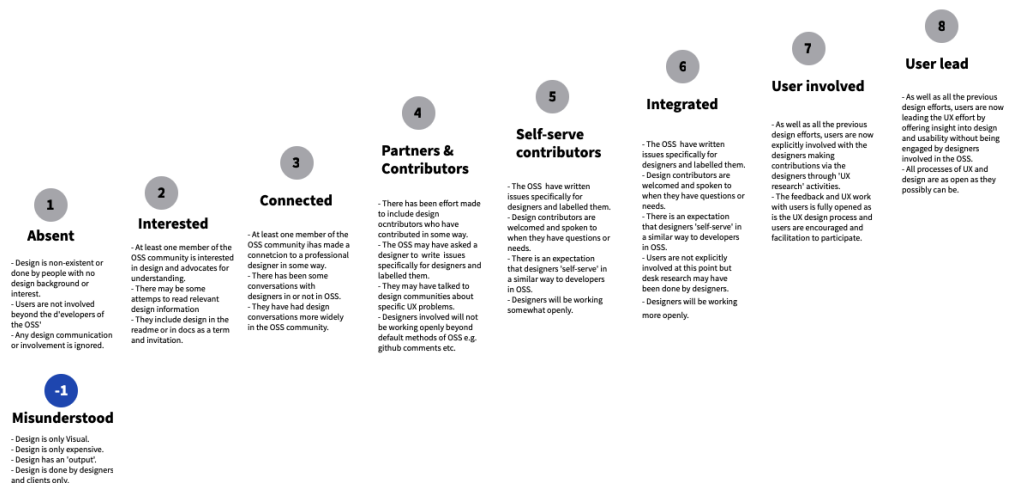 1
Absent
- Design is non-existent or
done by people with no
design background or
interest.
- Users are not involved
beyond the d'evelopers of
the OSS'
- Any design communication
or involvement is ignored.
-1
Misunderstood
- Design is only Visual.
- Design is only expensive.
- Design has an 'output'.
- Design is done by designers
and clients only.
2
Interested
- At least one member of the
OSS community is interested
in design and advocates for
understanding.
- There may be some
attemps to read relevant
design information
- They include design in the
readme or in docs as a term
and invitation.
3
Connected
- At least one member of the
OSS community ihas made a
connetcion to a professional
designer in some way.
- There has been some
conversations with
designers in or not in OSS.
- They have had design
conversations more widely
in the OSS community.
4
Partners &
Contributors
- There has been effort made
to include design
ocntributors who have
contributed in some way.
- The OSS may have asked a
designer to write issues
specifically for designers and
labelled them.
- They may have talked to
design communities about
specific UX problems.
- Designers involved will not
be working openly beyond
default methods of OSS e.g.
github comments etc.
5
Self-serve
contributors
- The OSS have written
issues specifically for
designers and labelled them.
- Design contributors are
welcomed and spoken to
when they have questions or
needs.
- There is an expectation
that designers 'self-serve' in
a similar way to developers
in OSS.
- Designers will be working
somewhat openly.
6
Integrated
- The OSS have written
issues specifically for
designers and labelled them.
- Design contributors are
welcomed and spoken to
when they have questions or
needs.
- There is an expectation
that designers 'self-serve' in
a similar way to developers
in OSS.
- Users are not explicitly
involved at this point but
desk research may have
been done by designers.
- Designers will be working
more openly.
7
User involved
- As well as all the previous
design efforts, users are now
explicitly involved with the
designers making
contributions via the
designers through 'UX
research' activities.
- The feedback and UX work
with users is fully opened as
is the UX design process and
users are encouraged and
facilitation to participate.
8
User lead
- As well as all the previous
design efforts, users are now
leading the UX effort by
offering insight into design
and usability without being
engaged by designers
involved in the OSS.
- All processes of UX and
design are as open as they
possibly can be.